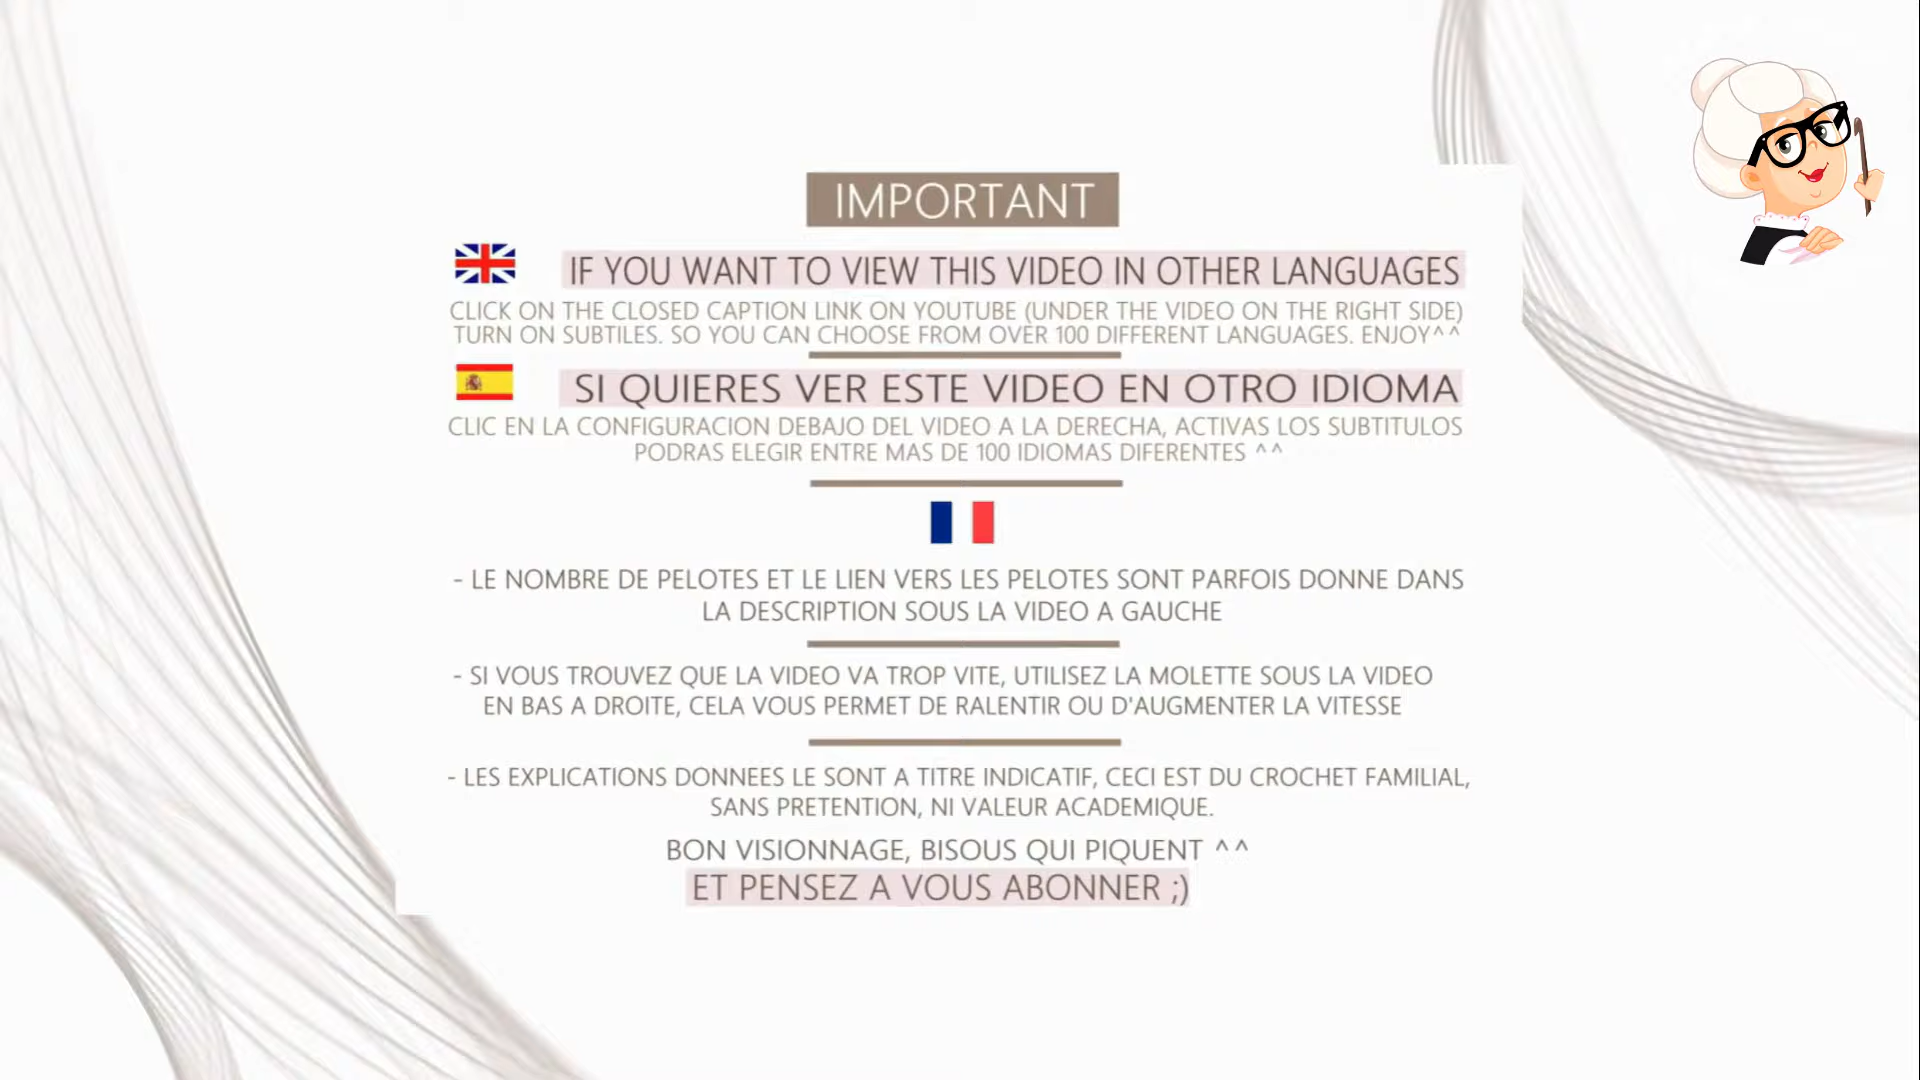 IMPORTANT
IF YOU WANT TO VIEW THIS VIDEO IN OTHER LANGUAGES
CLICK ON THE CLOSED CAPTION LINK ON YOUTUBE (UNDER THE VIDEO ON THE RIGHT SIDE)
TURN ON SUBTILES. SO YOU CAN CHOOSE FROM OVER 100 DIFFERENT LANGUAGES. ENJOY^^
SI QUIERES VER ESTE VIDEO EN OTRO IDIOMA
CLIC EN LA CONFIGURACION DEBAJO DEL VIDEO A LA DERECHA, ACTIVAS LOS SUBTITULOS
PODRAS ELEGIR ENTRE MAS DE 100 IDIOMAS DIFERENTES ^^
- LE NOMBRE DE PELOTES ET LE LIEN VERS LES PELOTES SONT PARFOIS DONNE DANS
LA DESCRIPTION SOUS LA VIDEO A GAUCHE
- SI VOUS TROUVEZ QUE LA VIDEO VA TROP VITE, UTILISEZ LA MOLETTE SOUS LA VIDEO
EN BAS A DROITE, CELA VOUS PERMET DE RALENTIR OU D'AUGMENTER LA VITESSE
- LES EXPLICATIONS DONNEES LE SONT A TITRE INDICATIF, CECI EST DU CROCHET FAMILIAL,
SANS PRETENTION, NI VALEUR ACADEMIQUE.
BON VISIONNAGE, BISOUS QUI PIQUENT ^^
ET PENSEZ A VOUS ABONNER ;)